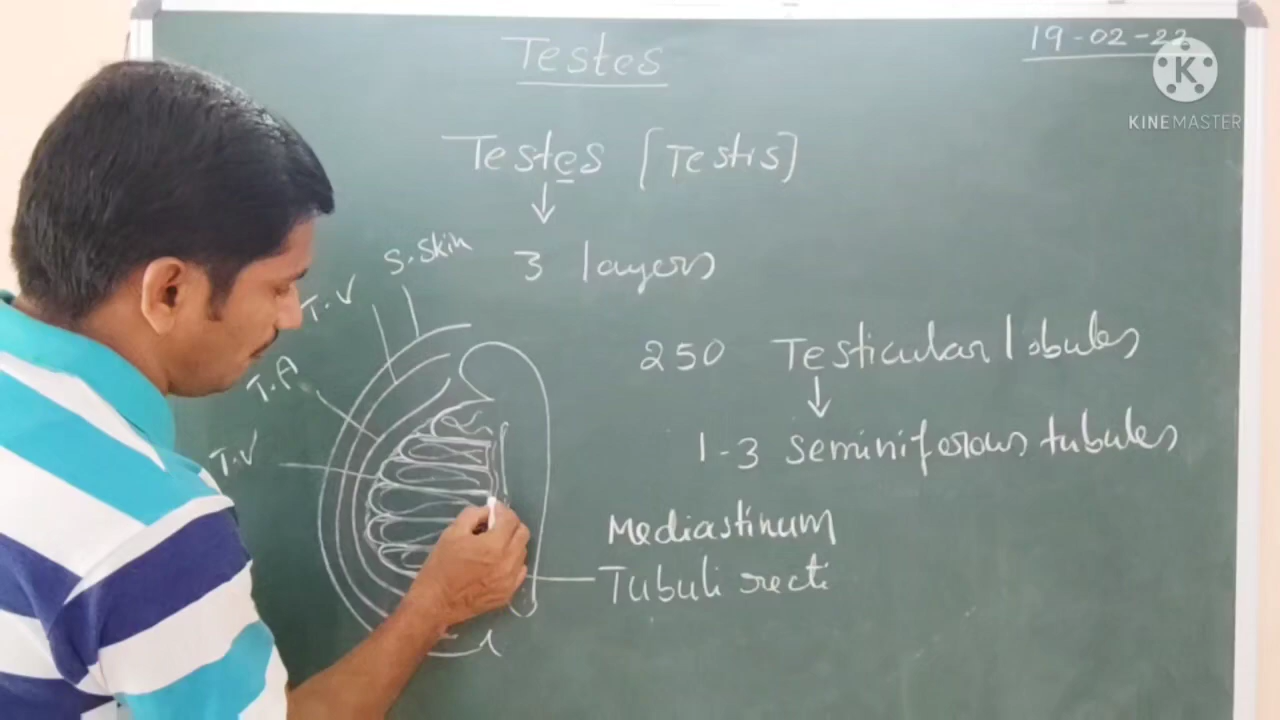 Testes
19-02-22
K
KINEMASTER
Testes [Testis]
3 layers
S.Skin
T.V
T.A
T.V
250 Testicular lobules
1-3 seminiferous tubules
Mediastinum
Tubuli recti